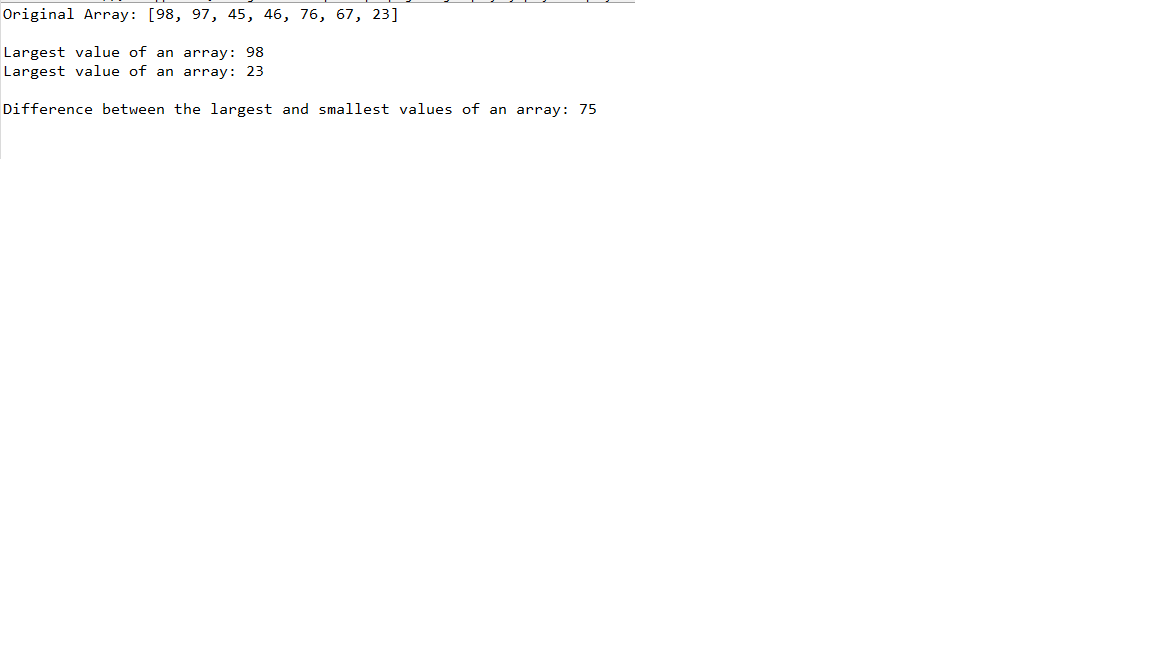 Original Array: [98, 97, 45, 46, 76, 67, 23]
Largest value of an array: 98
Largest value of an array: 23
Difference between the largest and smallest values of an array: 75